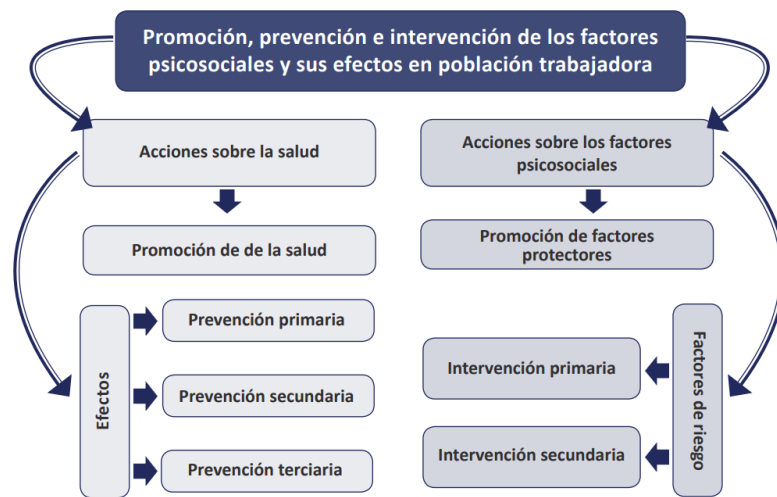 Promoción, prevención e intervención de los factores
psicosociales y sus efectos en población trabajadora
Acciones sobre la salud
Promoción de de la salud
Efectos
Prevención primaria
Prevención secundaria
Prevención terciaria
Acciones sobre los factores
psicosociales
Promoción de factores
protectores
Factores de riesgo
Intervención primaria
Intervención secundaria